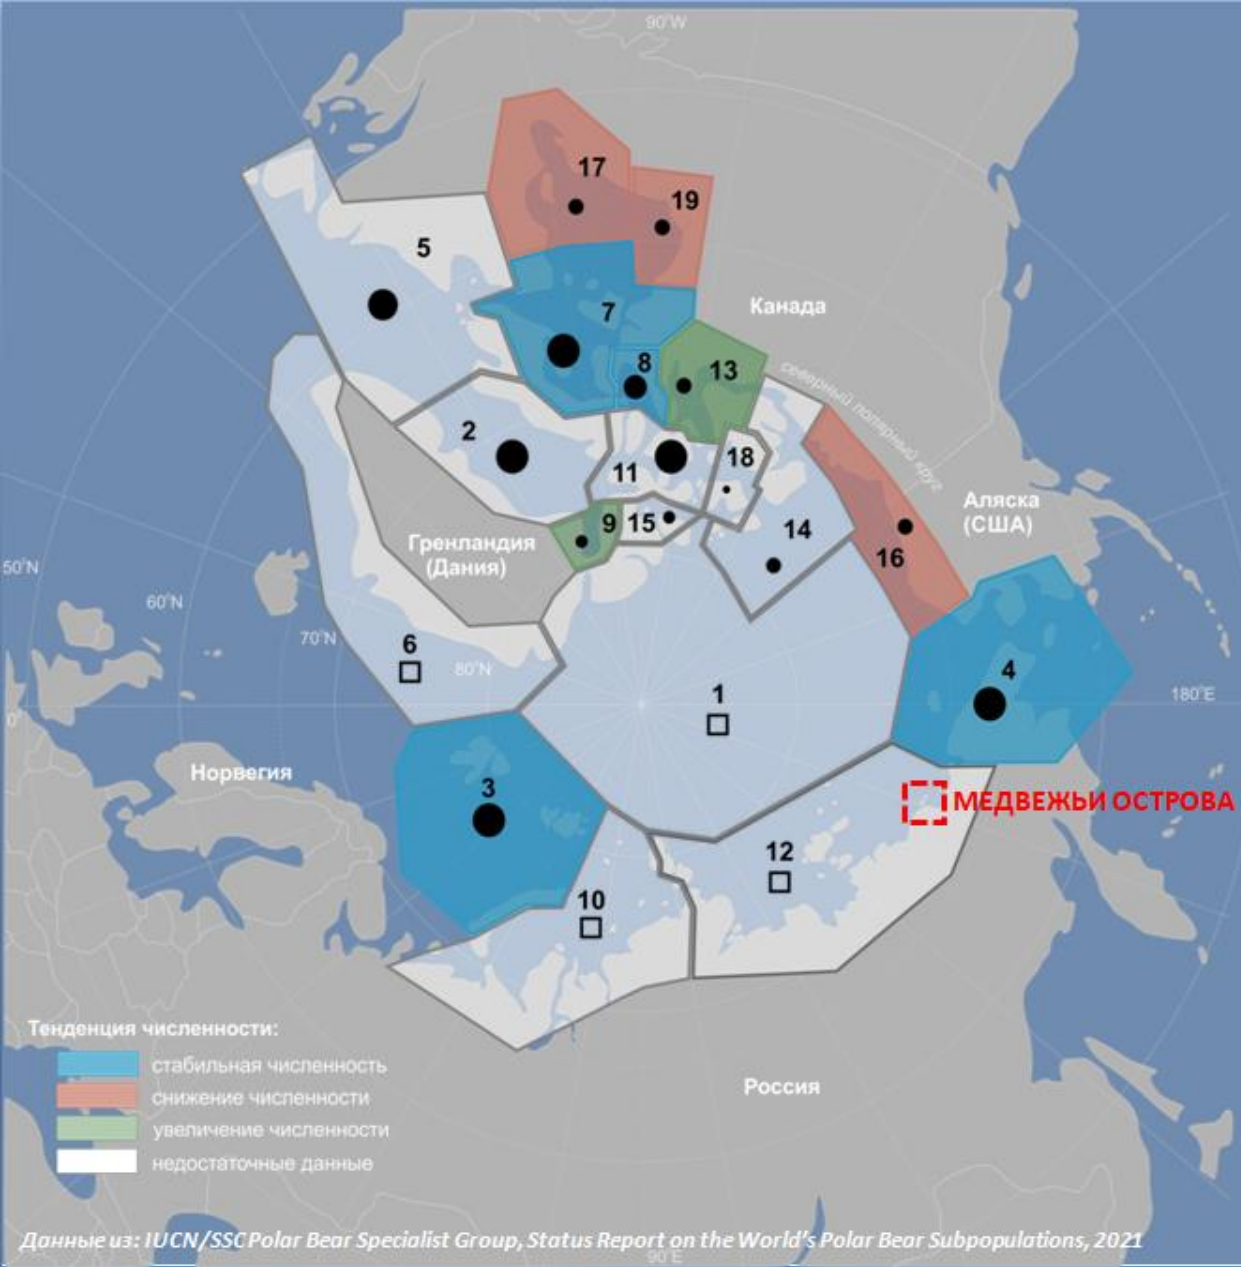 90°W
17
19
5
7
Канада
8
13
северный полярный круг
2
18
11
Аляска
(США)
9
15
14
Гренландия
(Дания)
16
50°N
60°N
70°N
6
80°N
4
1
180°E
0°
Норвегия
3
МЕДВЕЖЬИ ОСТРОВА
12
10
Тенденция численности:
стабильная численность
снижение численности
увеличение численности
недостаточные данные
Россия
Данные из: IUCN/SSC Polar Bear Specialist Group, Status Report on the World's Polar Bear Subpopulations, 2021
90°E